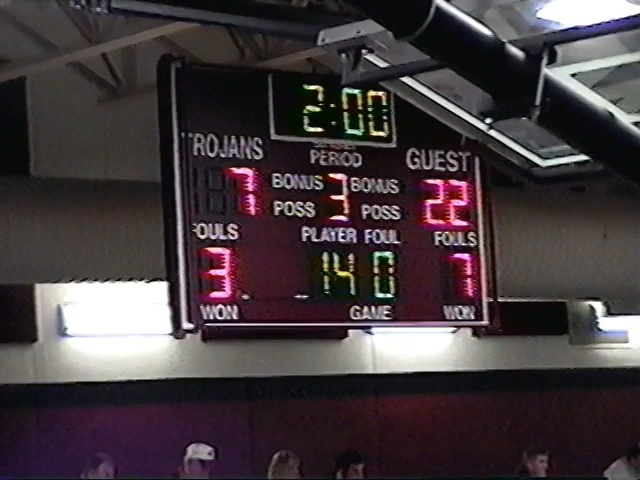 2:00
TROJANS PERIOD GUEST
7 BONUS 3 BONUS 22
POSS POSS
FOULS PLAYER FOUL FOULS
3 14 0 7
WON GAME WON